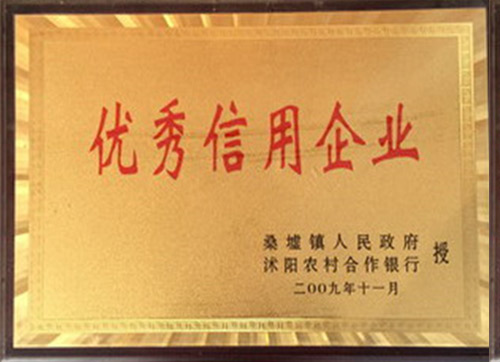 优秀信用企业
桑墟镇人民政府
沭阳农村合作银行
授
二00九年十一月